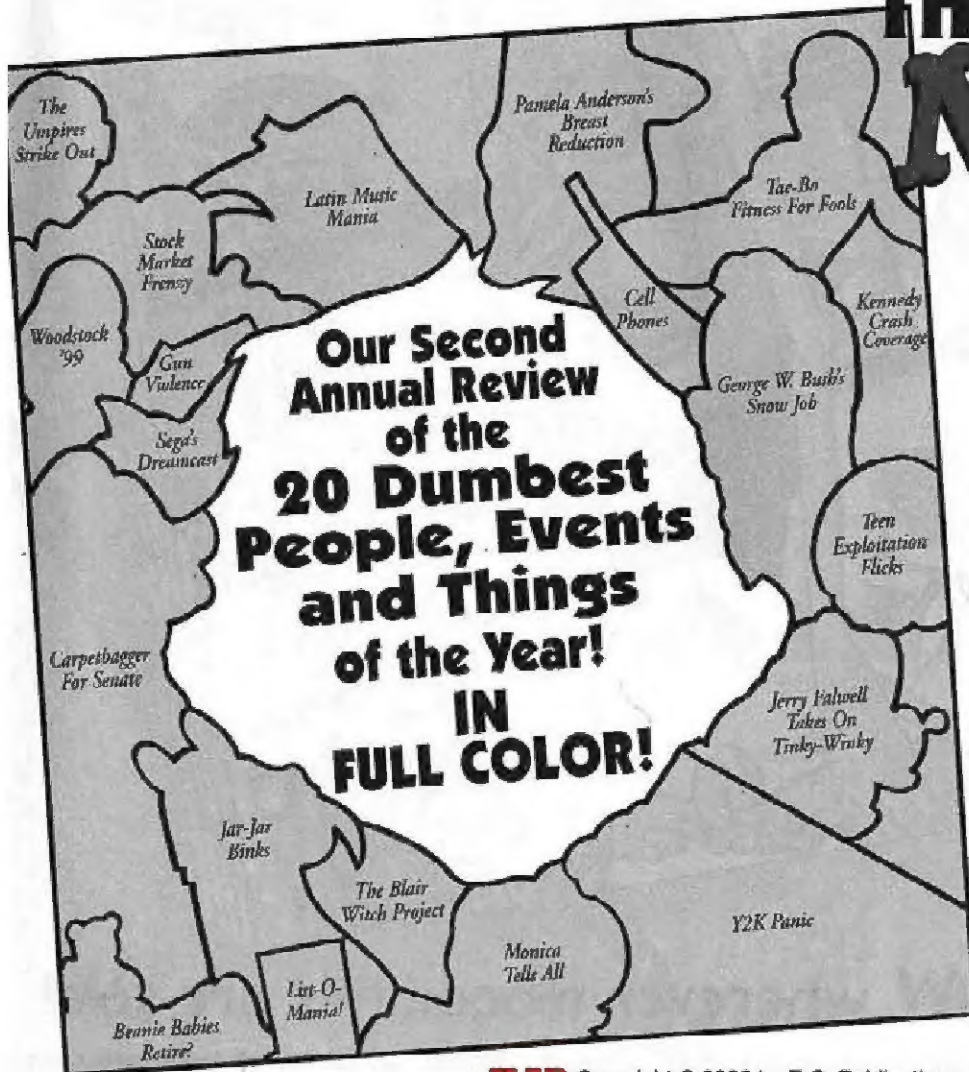 The
Umpires
Strike Out
Latin Music
Mania
Pamela Anderson's
Breast
Reduction
Tae-Bo
Fitness For Fools
Stock
Market
Frenzy
Woodstock
'99
Gun
Violence
Sega's
Dreamcast
Cell
Phones
Kennedy
Crash
Coverage
George W. Bush's
Snow Job
Our Second
Annual Review
of the
20 Dumbest
People, Events
and Things
of the Year!
IN
FULL COLOR!
Teen
Exploitation
Flicks
Carpetbagger
For Senate
Jerry Falwell
Takes On
Tinky-Winky
Jar-Jar
Binks
The Blair
Witch Project
Y2K Panic
Monica
Tells All
List-O-
Mania!
Beanie Babies
Retire?